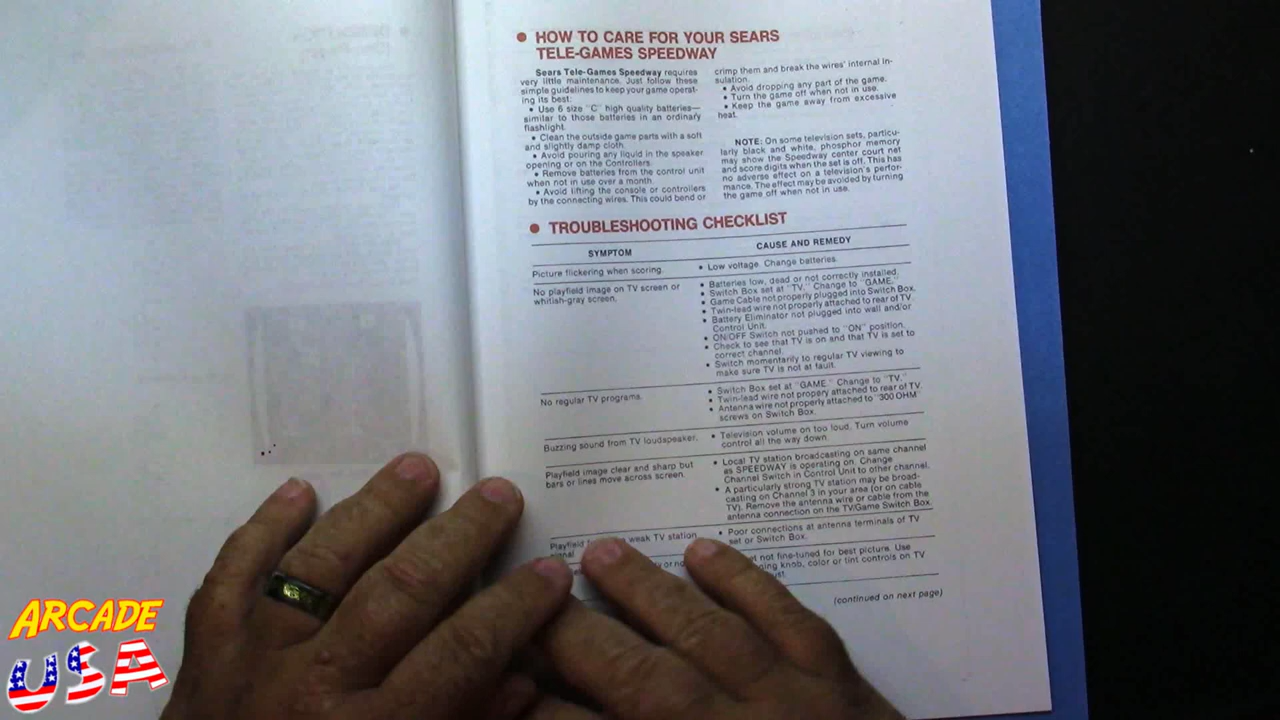 HOW TO CARE FOR YOUR SEARS
TELE-GAMES SPEEDWAY
Sears Tele-Games Speedway requires
very little maintenance. Just follow these
simple guidelines to keep your game operat-
ing its best:
• Use 6 size "C" high quality batteries—
similar to those batteries in an ordinary
flashlight.
• Clean the outside game parts with a soft
and slightly damp cloth.
• Avoid pouring any liquid in the speaker
opening or on the Controllers.
• Remove batteries from the control unit
when not in use over a month.
• Avoid lifting the console or controllers
by the connecting wires. This could bend or
crimp them and break the wires' internal in-
sulation.
• Avoid dropping any part of the game.
• Turn the game off when not in use.
• Keep the game away from excessive
heat.
NOTE: On some television sets, particu-
larly black and white, phosphor memory
may show the Speedway center court net
and score digits when the set is off. This has
no adverse effect on a television's perfor-
mance. The effect may be avoided by turning
the game off when not in use.
TROUBLESHOOTING CHECKLIST
SYMPTOM
CAUSE AND REMEDY
Picture flickering when scoring.
• Low voltage. Change batteries.
No playfield image on TV screen or
whitish-gray screen.
• Batteries low, dead or not correctly installed.
• Switch Box set at "TV." Change to "GAME."
• Game Cable not properly plugged into Switch Box.
• Twin-lead wire not properly attached to rear of TV.
• Battery Eliminator not plugged into wall and/or
Control Unit.
• ON/OFF Switch not pushed to "ON" position.
• Check to see that TV is on and that TV is set to
correct channel.
• Switch momentarily to regular TV viewing to
make sure TV is not at fault.
No regular TV programs.
• Switch Box set at "GAME." Change to "TV."
• Twin-lead wire not propery attached to rear of TV.
• Antenna wire not properly attached to "300 OHM"
screws on Switch Box.
Buzzing sound from TV loudspeaker.
• Television volume on too loud. Turn volume
control all the way down.
Playfield image clear and sharp but
bars or lines move across screen.
• Local TV station broadcasting on same channel
as SPEEDWAY is operating on. Change
Channel Switch in Control Unit to other channel.
• A particularly strong TV station may be broad-
casting on Channel 3 in your area (or on cable
TV). Remove the antenna wire or cable from the
antenna connection on the TV/Game Switch Box.
Playfield weak TV station
signal
• Poor connections at antenna terminals of TV
set or Switch Box.
y or no
not fine-tuned for best picture. Use
knob, color or tint controls on TV
(continued on next page)
ARCADE
USA